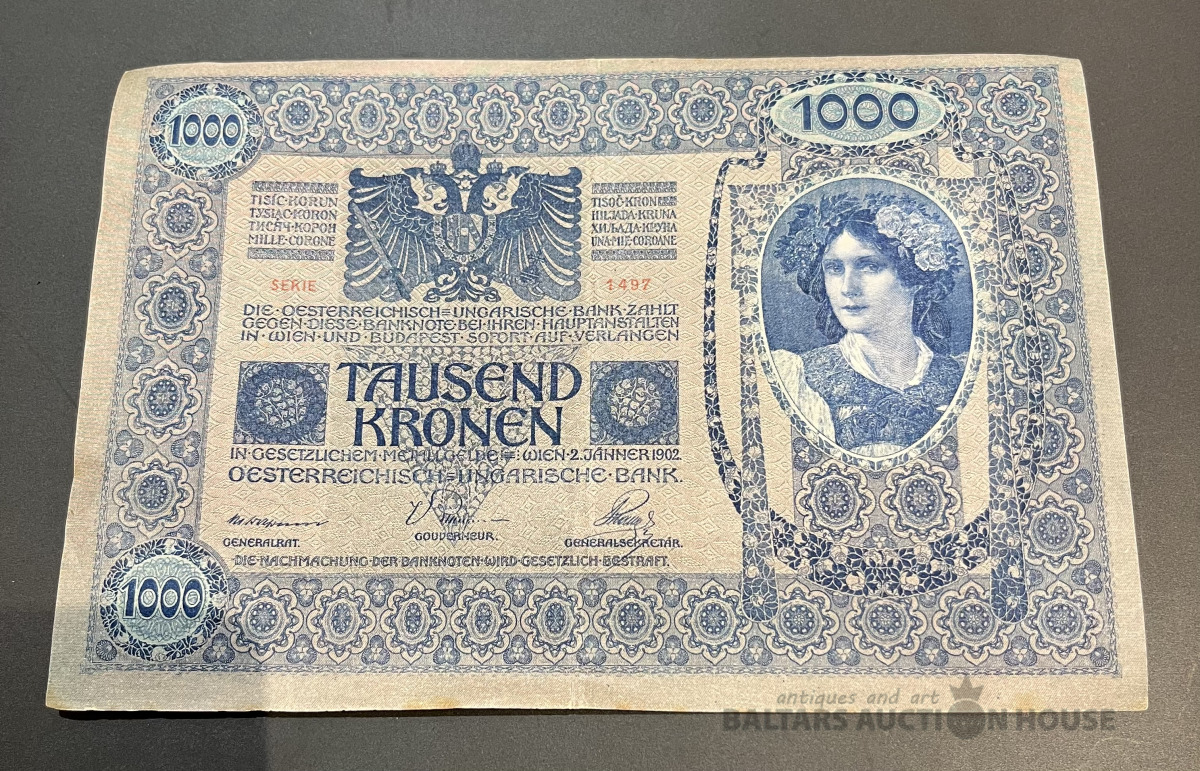 1000
1000
TISÍC·KORUN
TYSIĄC·KORON
ТИСЯЧ·КОРОН
MILLE·CORONE
TISOČ·KRON
HILJADA·KRUNA
ХИЉАДА·КРУНА
UNA·MIE·COROANE
SERIE 1497
DIE·OESTERREICHISCH=UNGARISCHE·BANK·ZAHLT
GEGEN·DIESE·BANKNOTE·BEI·IHREN·HAUPTANSTALTEN
IN·WIEN·UND·BUDAPEST·SOFORT·AUF·VERLANGEN
TAUSEND
KRONEN
IN·GESETZLICHEM·METALLGELDE=:WIEN·2.JÄNNER 1902
OESTERREICHISCH=UNGARISCHE·BANK.
GENERALRAT.
GOUVERNEUR.
GENERALSEKRETÄR.
DIE·NACHMACHUNG DER BANKNOTEN·WIRD·GESETZLICH·BESTRAFT.
1000
antiques and art
BALTARS AUCTION HOUSE